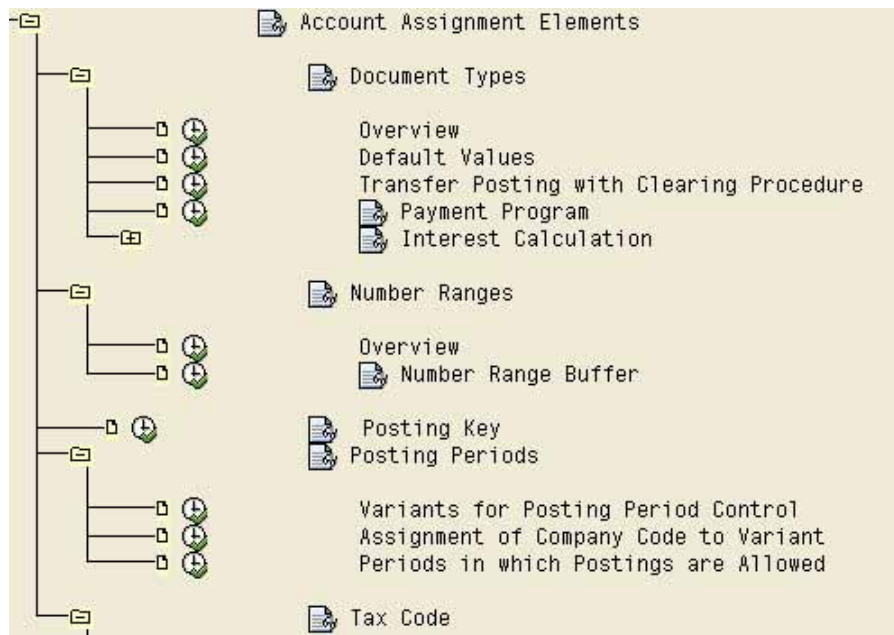 Account Assignment Elements
Document Types
Overview
Default Values
Transfer Posting with Clearing Procedure
Payment Program
Interest Calculation
Number Ranges
Overview
Number Range Buffer
Posting Key
Posting Periods
Variants for Posting Period Control
Assignment of Company Code to Variant
Periods in which Postings are Allowed
Tax Code